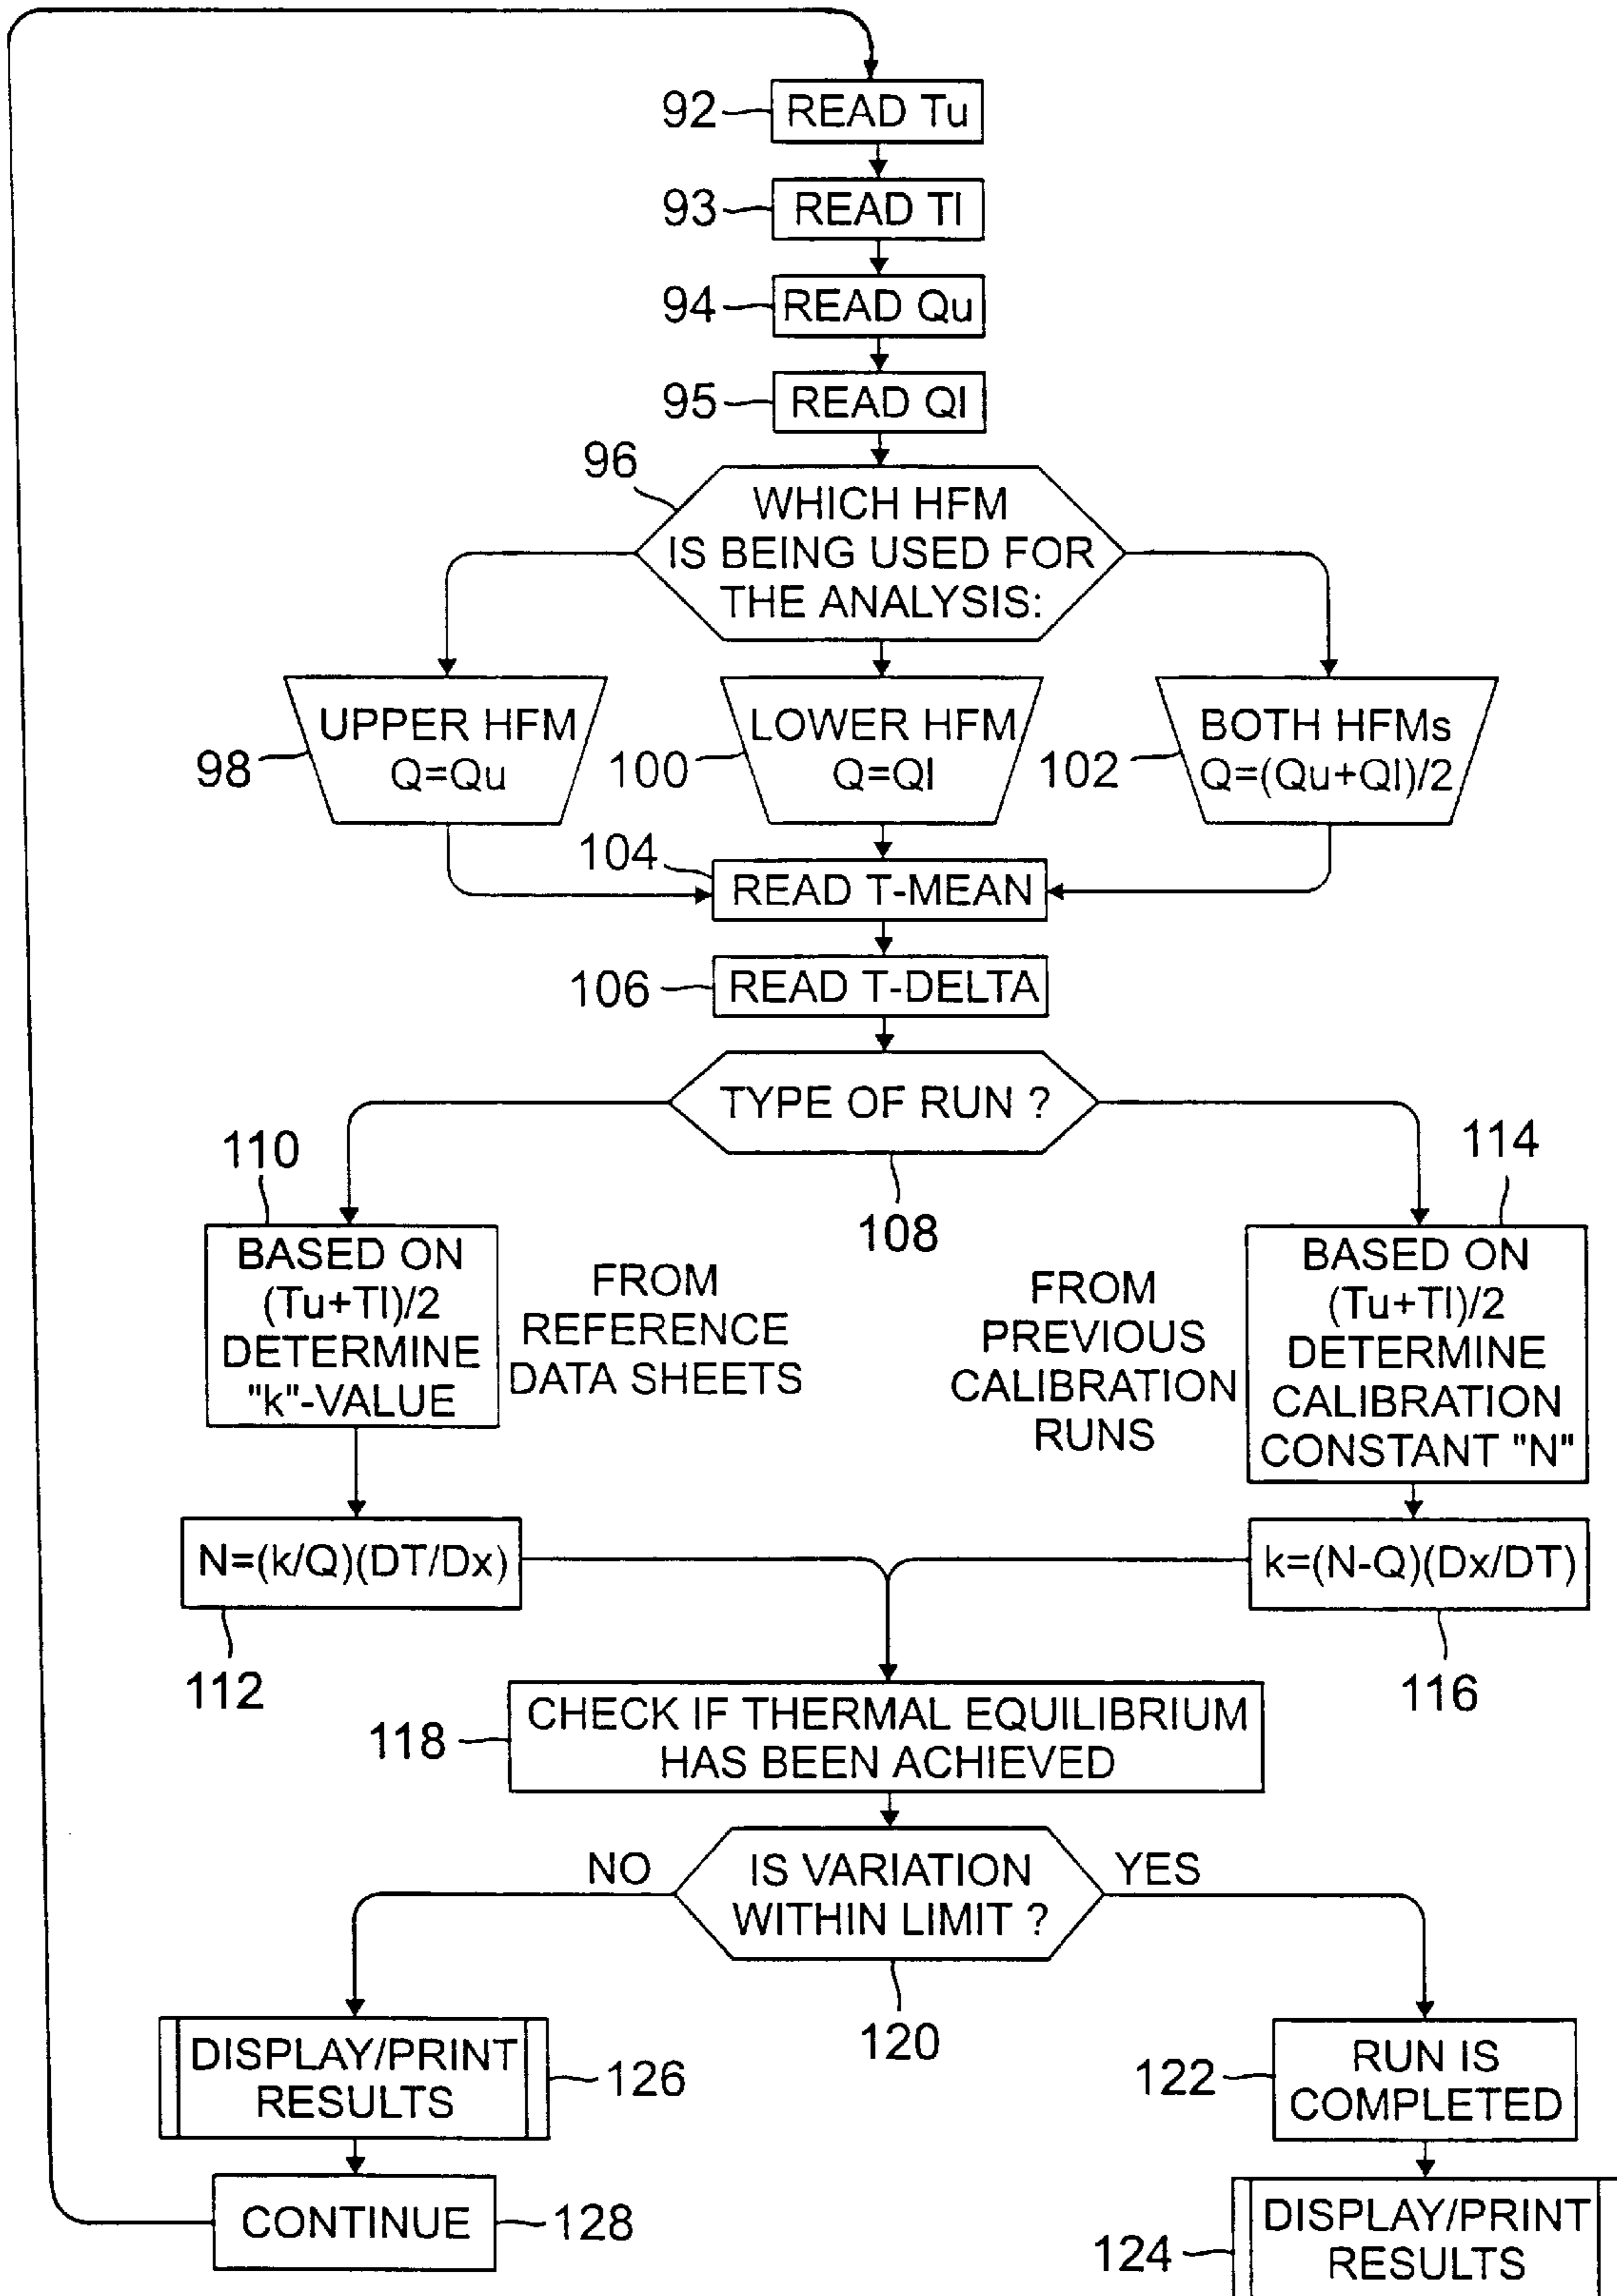 92
READ Tu
93
READ Tl
94
READ Qu
95
READ Ql
96
WHICH HFM
IS BEING USED FOR
THE ANALYSIS:
98
UPPER HFM
Q=Qu
100
LOWER HFM
Q=Ql
102
BOTH HFMs
Q=(Qu+Ql)/2
104
READ T-MEAN
106
READ T-DELTA
TYPE OF RUN ?
108
110
BASED ON
(Tu+Tl)/2
DETERMINE
"k"-VALUE
FROM
REFERENCE
DATA SHEETS
FROM
PREVIOUS
CALIBRATION
RUNS
114
BASED ON
(Tu+Tl)/2
DETERMINE
CALIBRATION
CONSTANT "N"
N=(k/Q)(DT/Dx)
112
k=(N-Q)(Dx/DT)
116
118
CHECK IF THERMAL EQUILIBRIUM
HAS BEEN ACHIEVED
NO
IS VARIATION
WITHIN LIMIT ?
YES
120
DISPLAY/PRINT
RESULTS
126
122
RUN IS
COMPLETED
CONTINUE
128
124
DISPLAY/PRINT
RESULTS